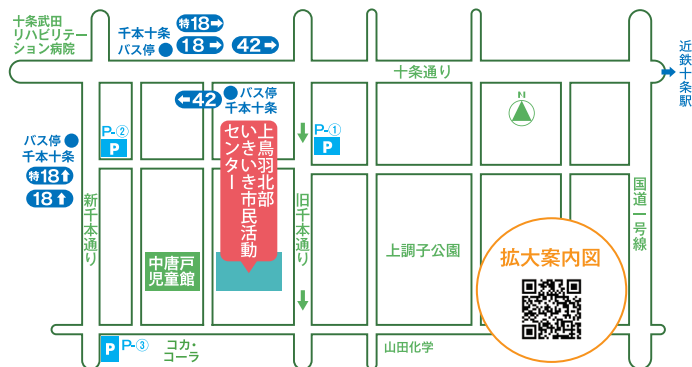 十条武田
リハビリテー
ション病院
千本十条
バス停
特18➡
18➡
42➡
十条通り
近鉄十条駅
⬅42
バス停
千本十条
N
P-②
P
P-①
P
バス停
千本十条
特18⬆
18⬆
上鳥羽北部
いきいき市民活動
センター
新千本通り
旧千本通り
国道一号線
中唐戸
児童館
上調子公園
拡大案内図
P
P-③
コカ・
コーラ
山田化学